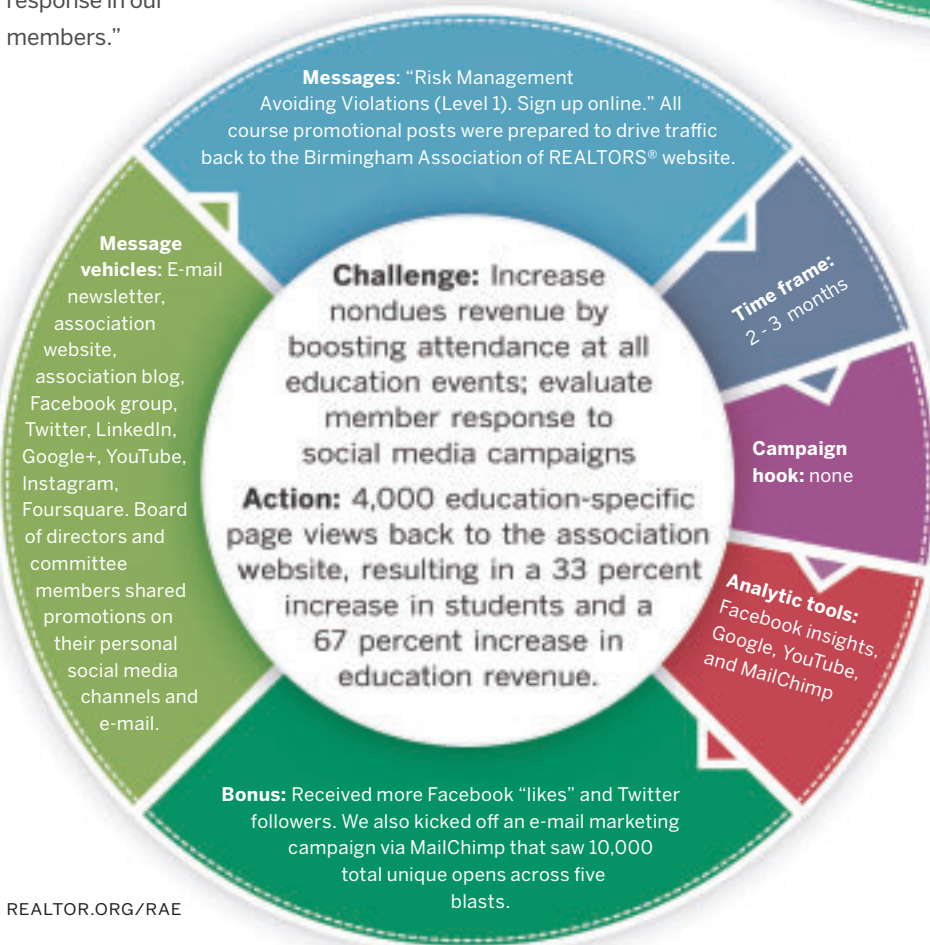 response in our
members.”
Messages: “Risk Management
Avoiding Violations (Level 1). Sign up online.” All
course promotional posts were prepared to drive traffic
back to the Birmingham Association of REALTORS® website.
Time frame:
2 - 3 months
Campaign
hook: none
Analytic tools:
Facebook insights,
Google, YouTube,
and MailChimp
Bonus: Received more Facebook “likes” and Twitter
followers. We also kicked off an e-mail marketing
campaign via MailChimp that saw 10,000
total unique opens across five
blasts.
Message
vehicles: E-mail
newsletter,
association
website,
association blog,
Facebook group,
Twitter, LinkedIn,
Google+, YouTube,
Instagram,
Foursquare. Board
of directors and
committee
members shared
promotions on
their personal
social media
channels and
e-mail.
Challenge: Increase
nondues revenue by
boosting attendance at all
education events; evaluate
member response to
social media campaigns
Action: 4,000 education-specific
page views back to the association
website, resulting in a 33 percent
increase in students and a
67 percent increase in
education revenue.
REALTOR.ORG/RAE